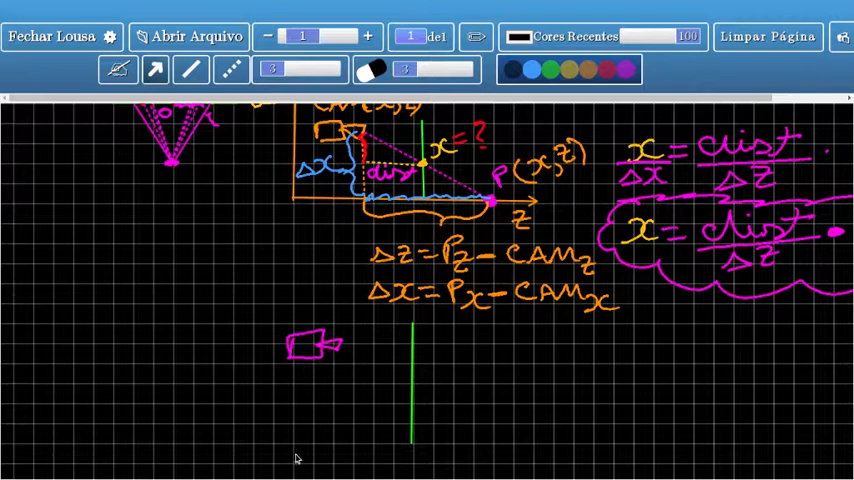 Fechar Lousa Abrir Arquivo − 1 + 1 de1 Cores Recentes 100 Limpar Página
3 3
CAM(x,z)
x=?
Δx dist P (x,z)
z
x/Δx = dist/Δz .
x = dist/Δz •
Δz = Pz − CAMz
Δx = Px − CAMx